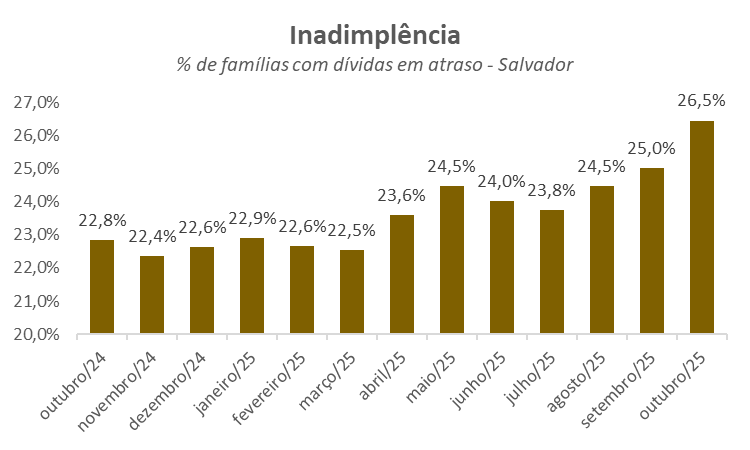 Inadimplência
% de famílias com dívidas em atraso - Salvador
27,0%
26,0%
25,0%
24,0%
23,0%
22,0%
21,0%
20,0%
22,8%
22,4%
22,6%
22,9%
22,6%
22,5%
23,6%
24,5%
24,0%
23,8%
24,5%
25,0%
26,5%
outubro/24
novembro/24
dezembro/24
janeiro/25
fevereiro/25
março/25
abril/25
maio/25
junho/25
julho/25
agosto/25
setembro/25
outubro/25